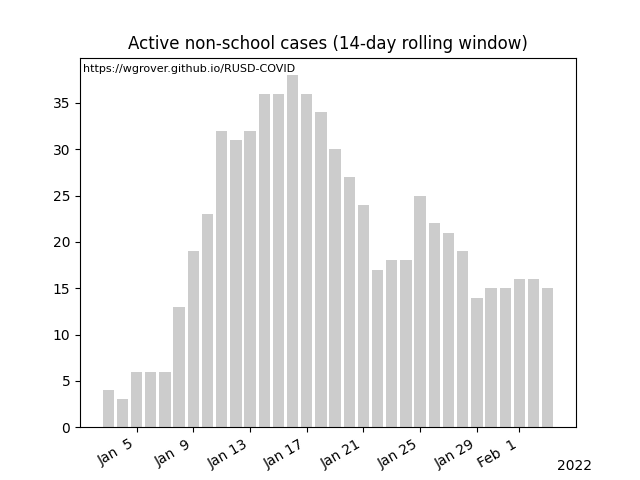 Active non-school cases (14-day rolling window)
https://wgrover.github.io/RUSD-COVID
35
30
25
20
15
10
5
0
Jan 5
Jan 9
Jan 13
Jan 17
Jan 21
Jan 25
Jan 29
Feb 1
2022